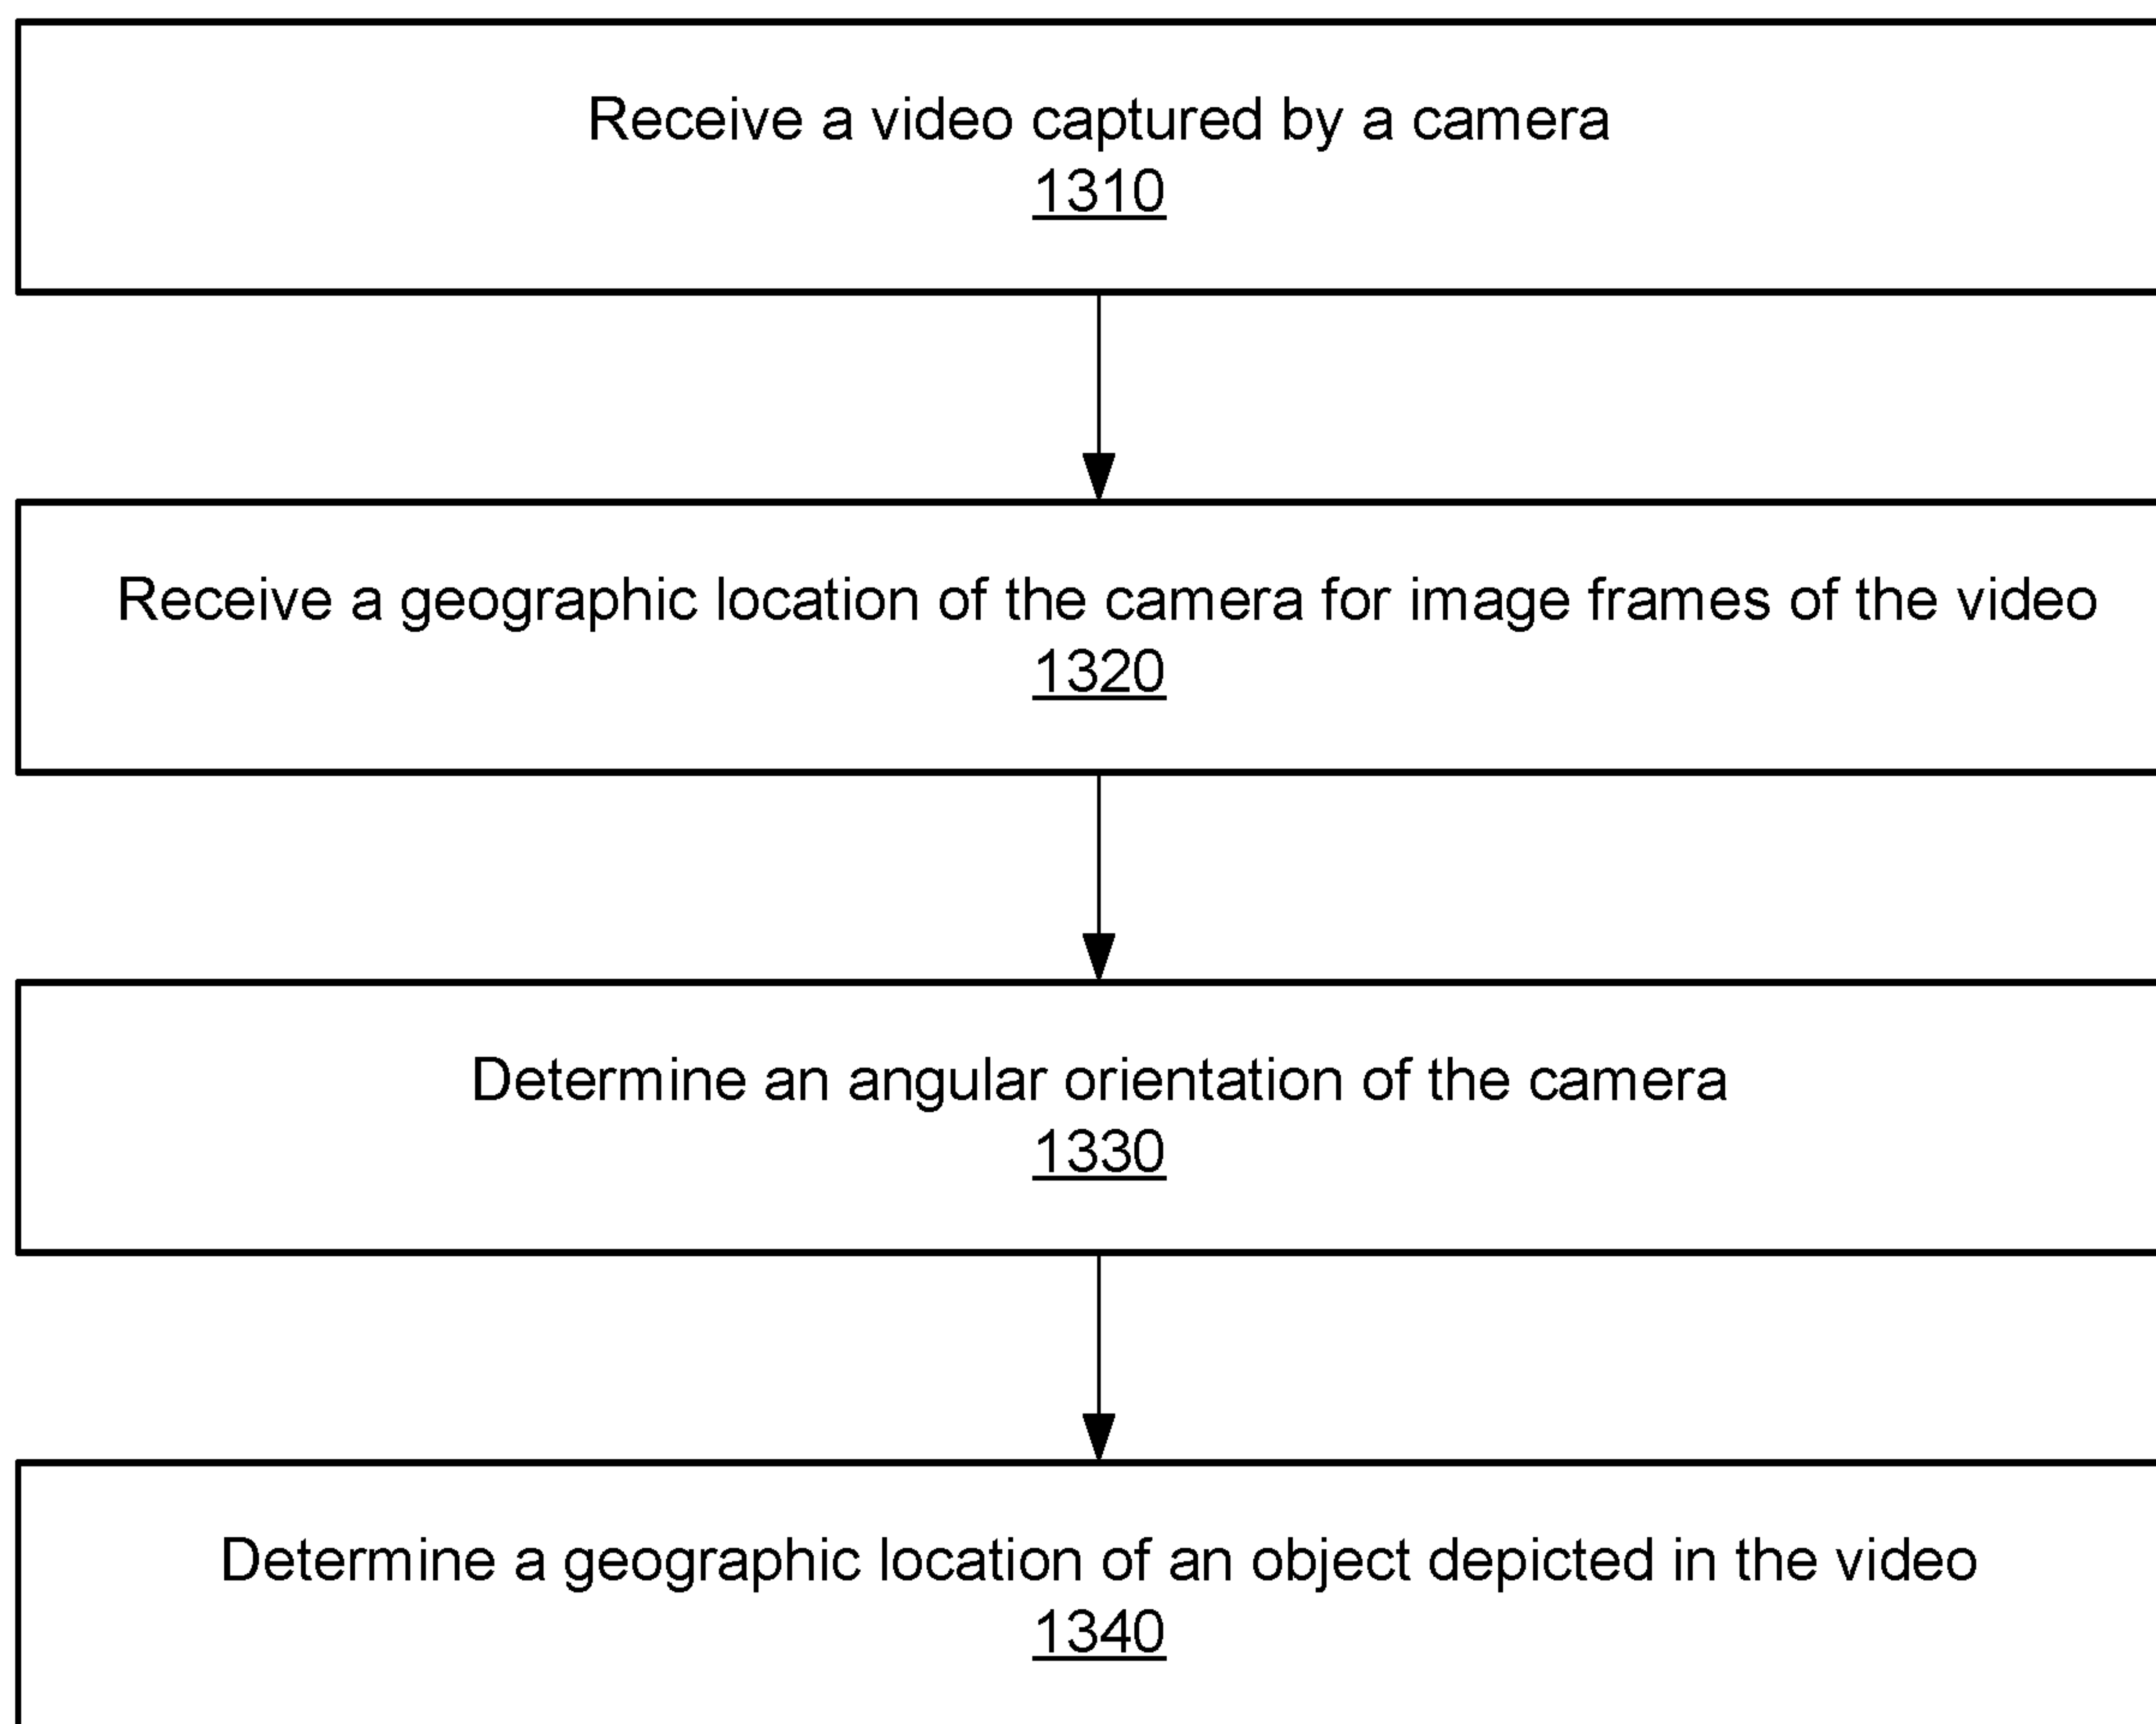 Receive a video captured by a camera
1310
Receive a geographic location of the camera for image frames of the video
1320
Determine an angular orientation of the camera
1330
Determine a geographic location of an object depicted in the video
1340